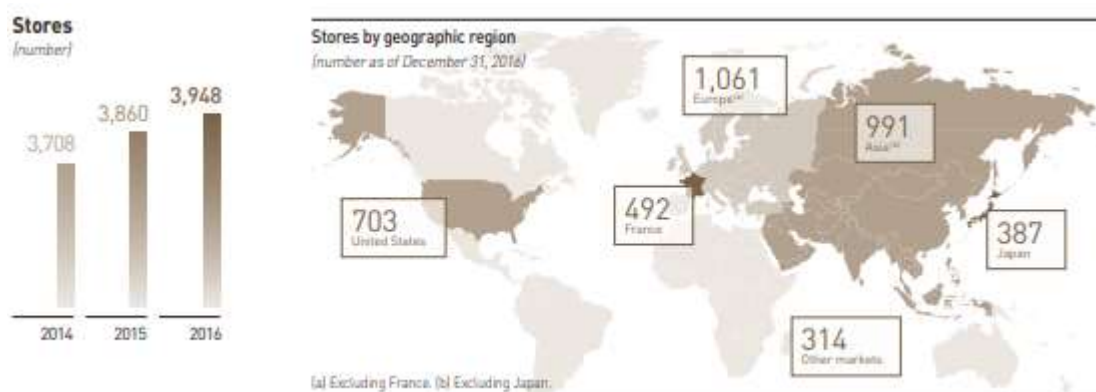 Stores
(number)
3,948
3,860
3,708
2014
2015
2016
Stores by geographic region
(number as of December 31, 2016)
1,061
Europe(a)
991
Asia(b)
703
United States
492
France
387
Japan
314
Other markets
(a) Excluding France. (b) Excluding Japan.